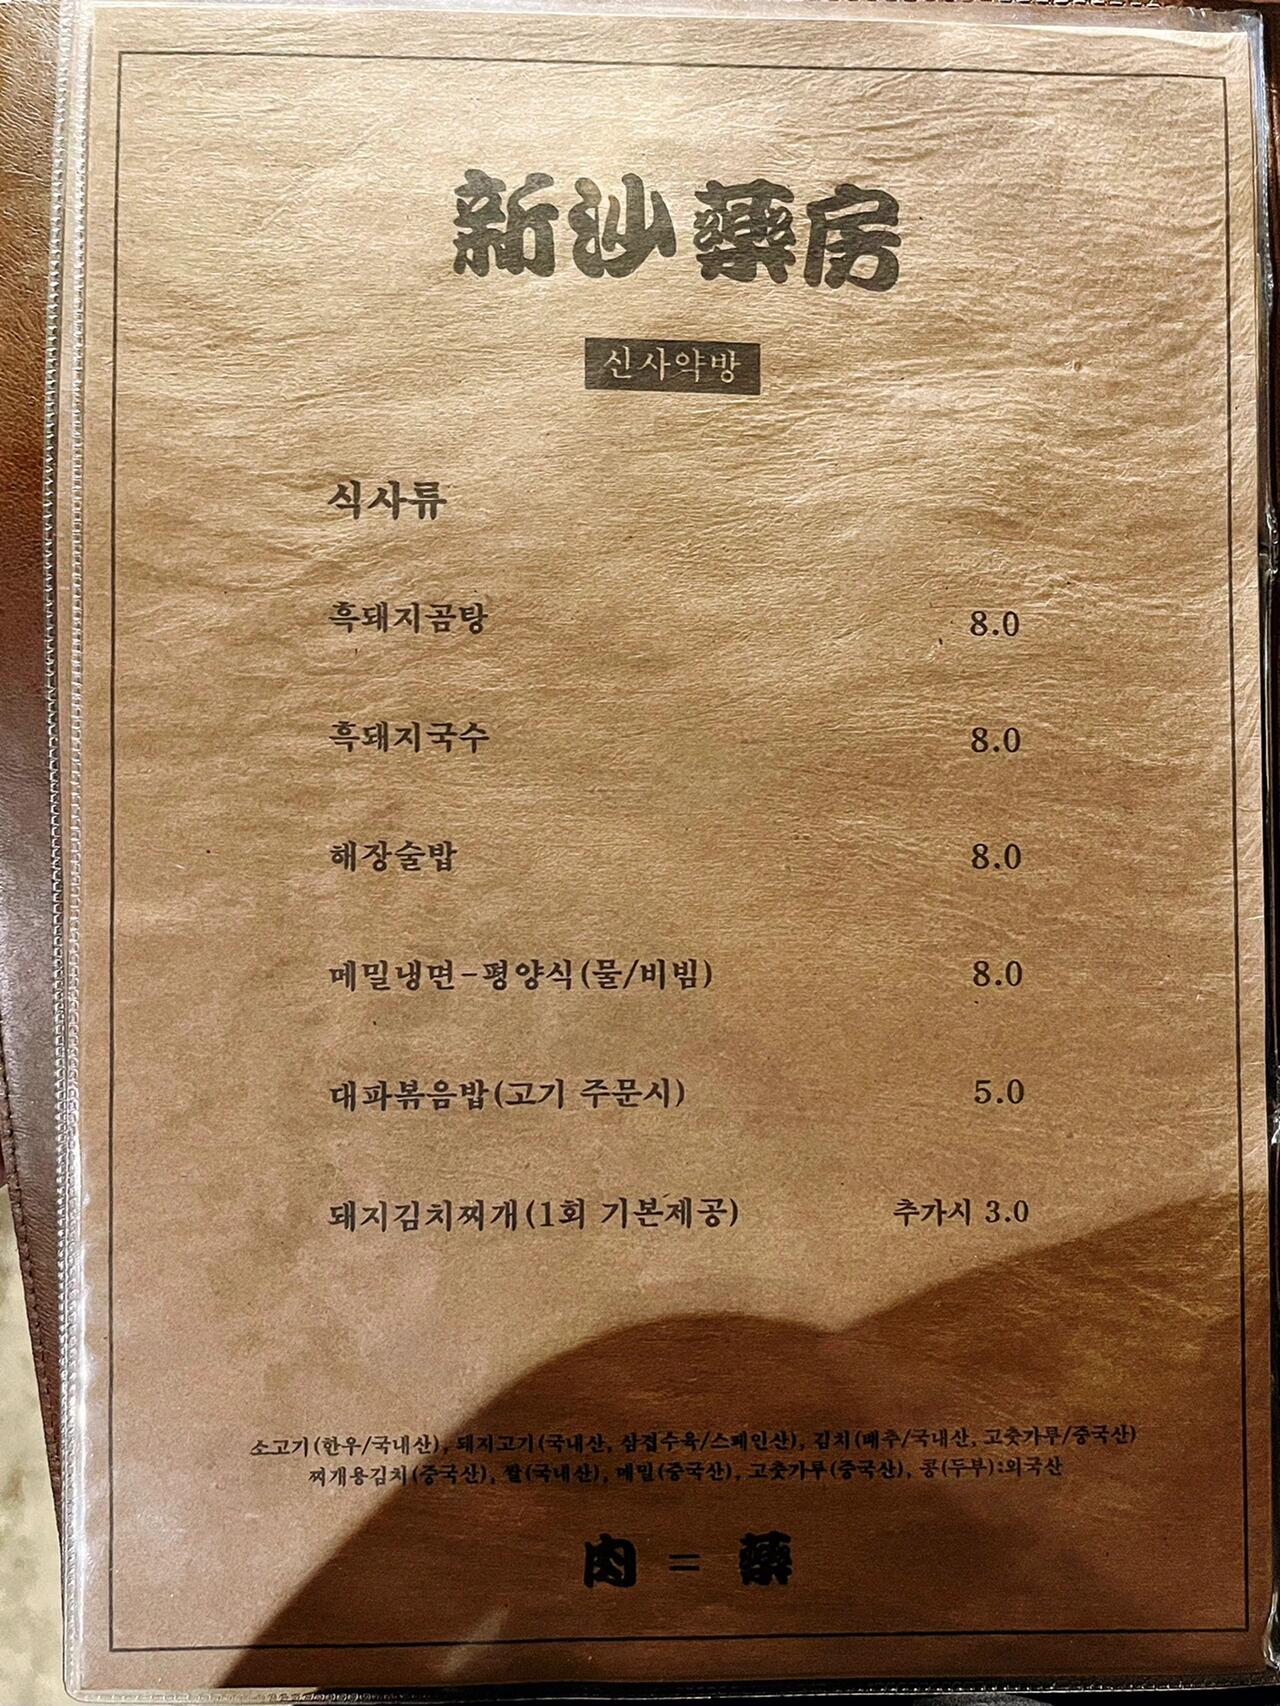 新沙藥房
신사약방
식사류
흑돼지곰탕 8.0
흑돼지국수 8.0
해장술밥 8.0
메밀냉면-평양식(물/비빔) 8.0
대파볶음밥(고기 주문시) 5.0
돼지김치찌개(1회 기본제공) 추가시 3.0
소고기(한우/국내산), 돼지고기(국내산, 삼겹수육/스페인산), 김치(배추/국내산, 고춧가루/중국산)
찌개용김치(중국산), 쌀(국내산), 메밀(중국산), 고춧가루(중국산), 콩(두부):외국산
肉 = 藥